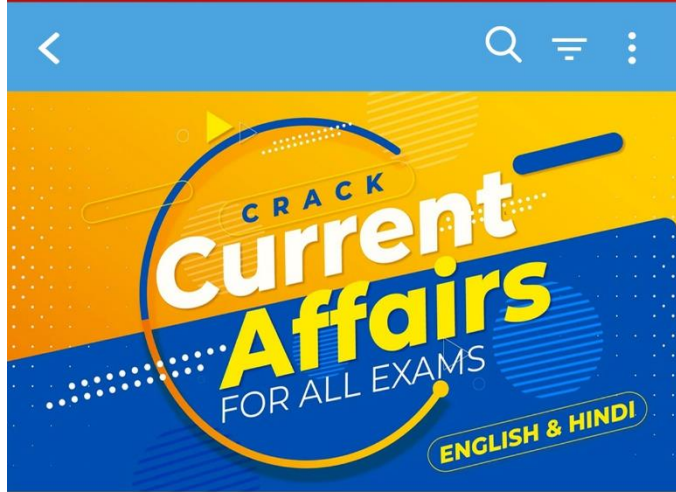 CRACK
Current
Affairs
FOR ALL EXAMS
ENGLISH & HINDI